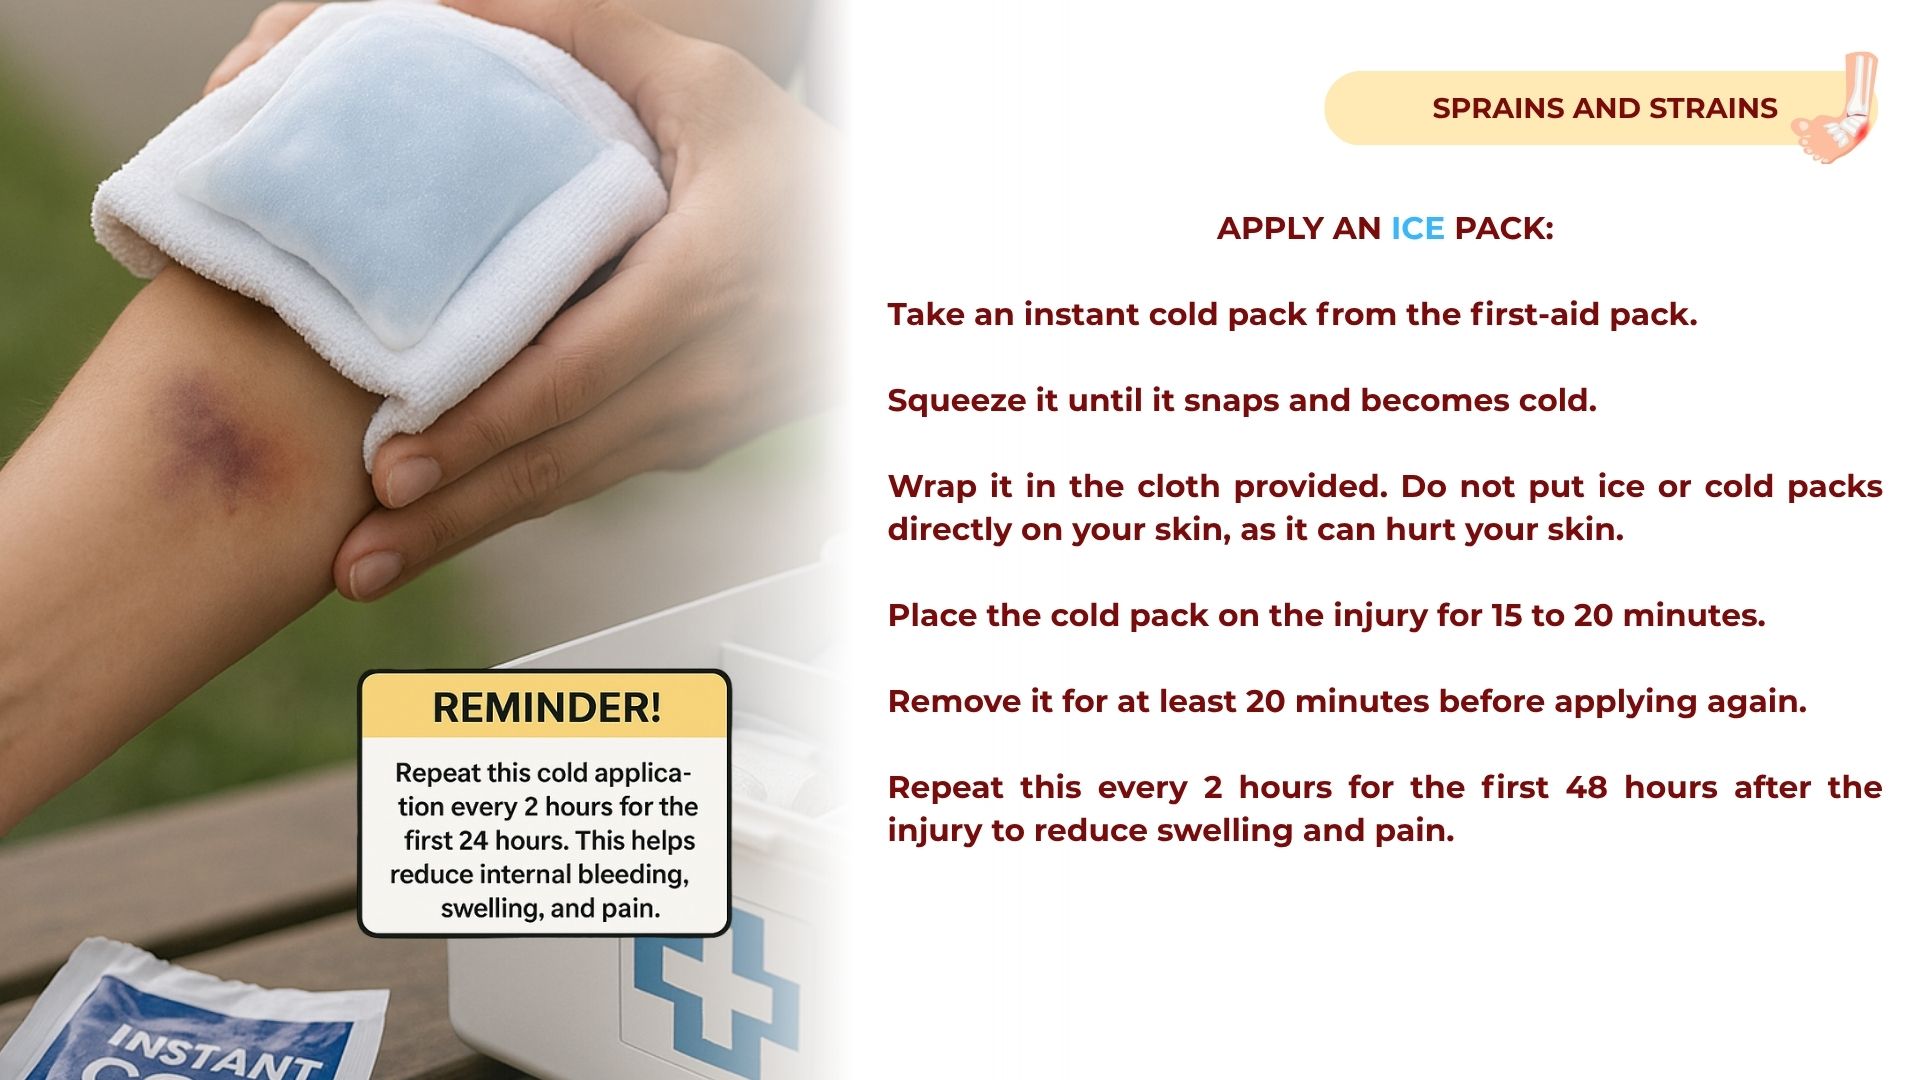 SPRAINS AND STRAINS
APPLY AN ICE PACK:
Take an instant cold pack from the first-aid pack.
Squeeze it until it snaps and becomes cold.
Wrap it in the cloth provided. Do not put ice or cold packs
directly on your skin, as it can hurt your skin.
Place the cold pack on the injury for 15 to 20 minutes.
Remove it for at least 20 minutes before applying again.
Repeat this every 2 hours for the first 48 hours after the
injury to reduce swelling and pain.
REMINDER!
Repeat this cold applica-
tion every 2 hours for the
first 24 hours. This helps
reduce internal bleeding,
swelling, and pain.
INSTANT